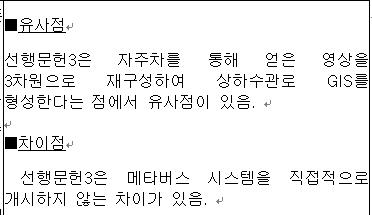 ■유사점
선행문헌3은 자주차를 통해 얻은 영상을
3차원으로 재구성하여 상하수관로 GIS를
형성한다는 점에서 유사점이 있음.
■차이점
선행문헌3은 메타버스 시스템을 직접적으로
개시하지 않는 차이가 있음.